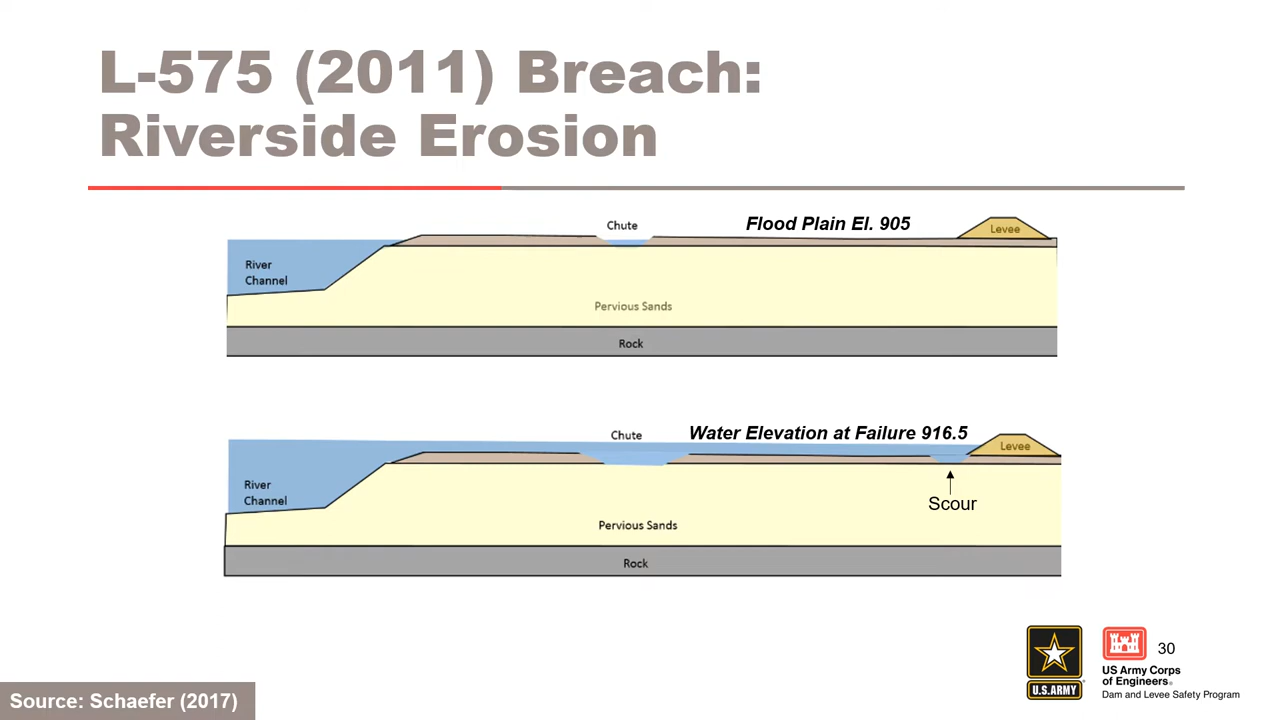 L-575 (2011) Breach:
Riverside Erosion
Chute
Flood Plain El. 905
Levee
River
Channel
Pervious Sands
Rock
Chute
Water Elevation at Failure 916.5
Levee
River
Channel
Scour
Pervious Sands
Rock
U.S.ARMY
30
US Army Corps
of Engineers®
Dam and Levee Safety Program
Source: Schaefer (2017)